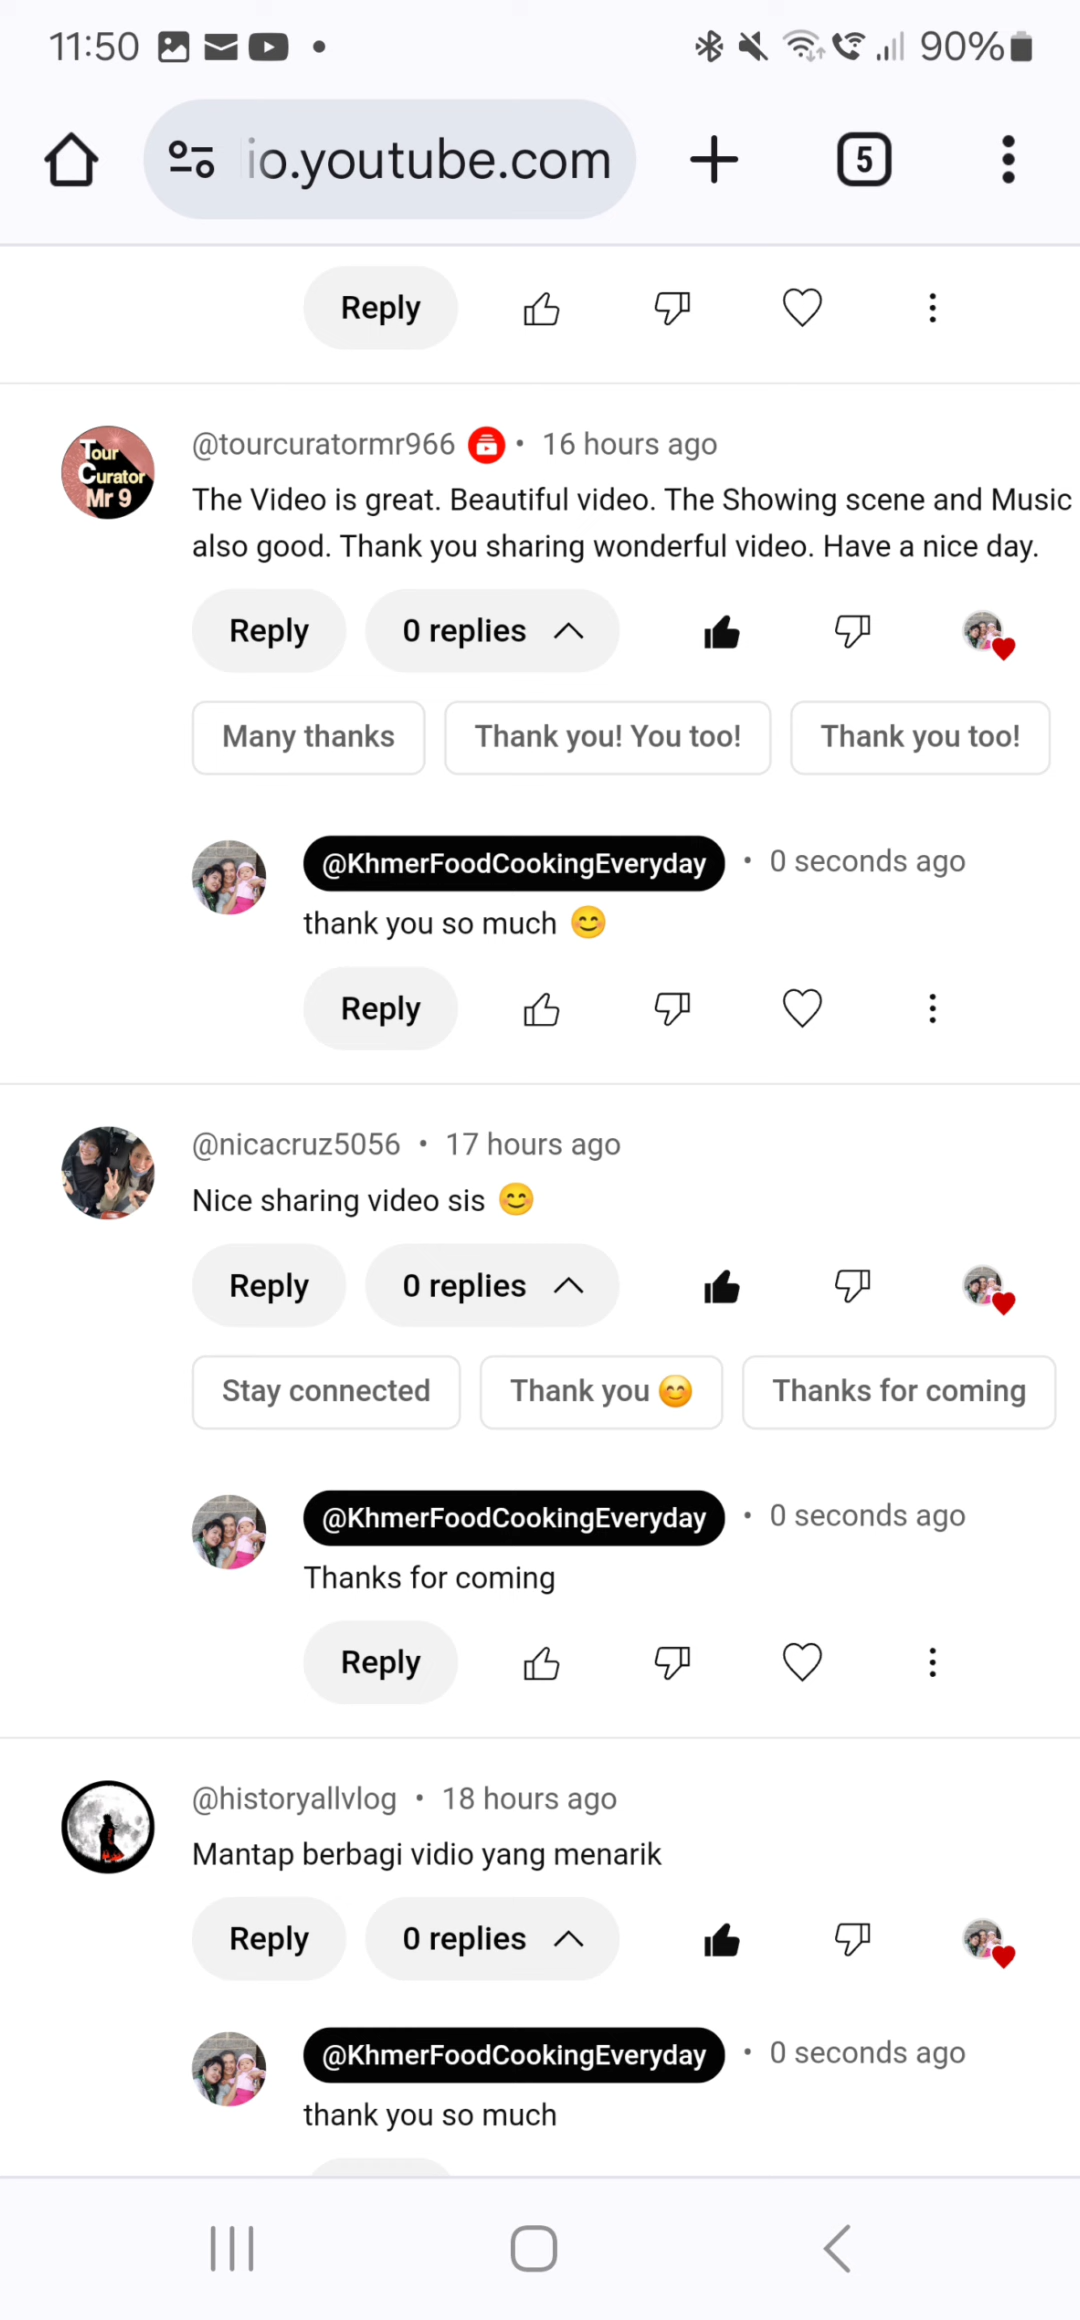 11:50
90%
io.youtube.com
5
Reply
@tourcuratormr966 • 16 hours ago
Tour
Curator
Mr 9
The Video is great. Beautiful video. The Showing scene and Music
also good. Thank you sharing wonderful video. Have a nice day.
Reply 0 replies
Many thanks Thank you! You too! Thank you too!
@KhmerFoodCookingEveryday • 0 seconds ago
thank you so much 😊
Reply
@nicacruz5056 • 17 hours ago
Nice sharing video sis 😊
Reply 0 replies
Stay connected Thank you 😊 Thanks for coming
@KhmerFoodCookingEveryday • 0 seconds ago
Thanks for coming
Reply
@historyallvlog • 18 hours ago
Mantap berbagi vidio yang menarik
Reply 0 replies
@KhmerFoodCookingEveryday • 0 seconds ago
thank you so much